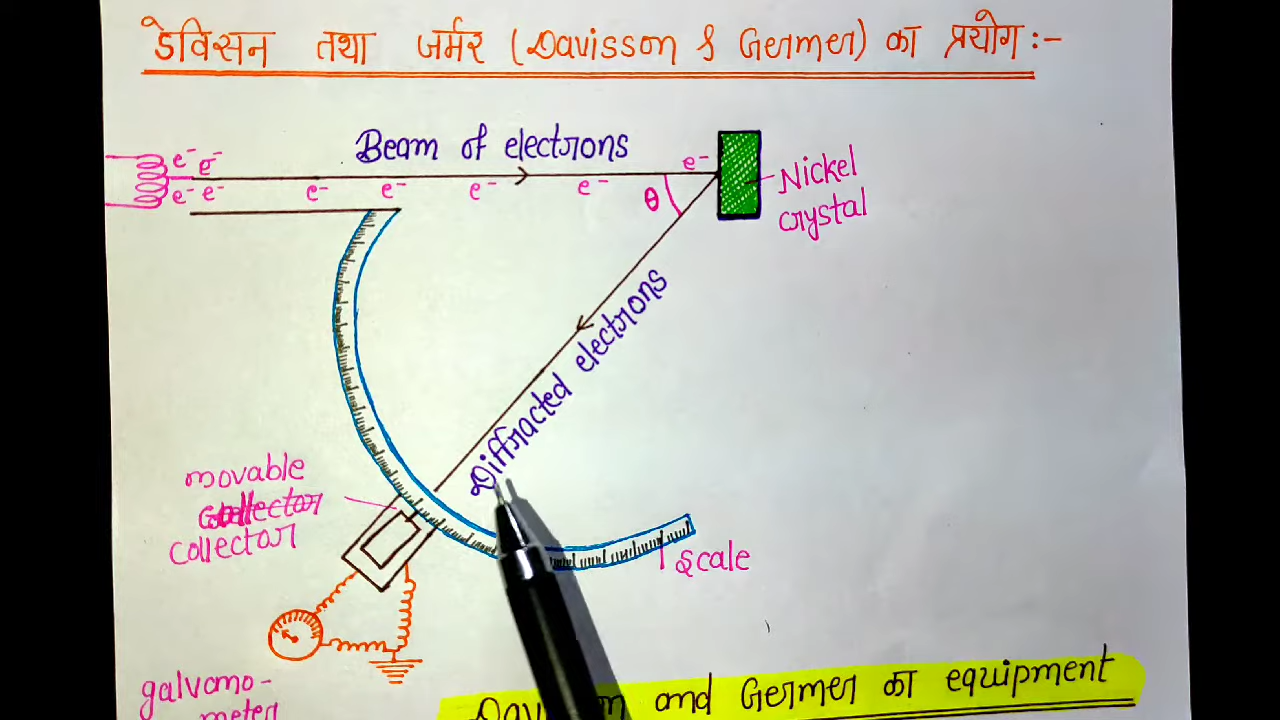 डेविसन तथा जर्मर (Davisson & Germer) का प्रयोग :-
Beam of electrons
e- e-
e- e- e- e- e- e- e-
θ
Nickel
crystal
Diffracted electrons
movable
collector
collector
scale
galvano-
meter
and Germer का equipment